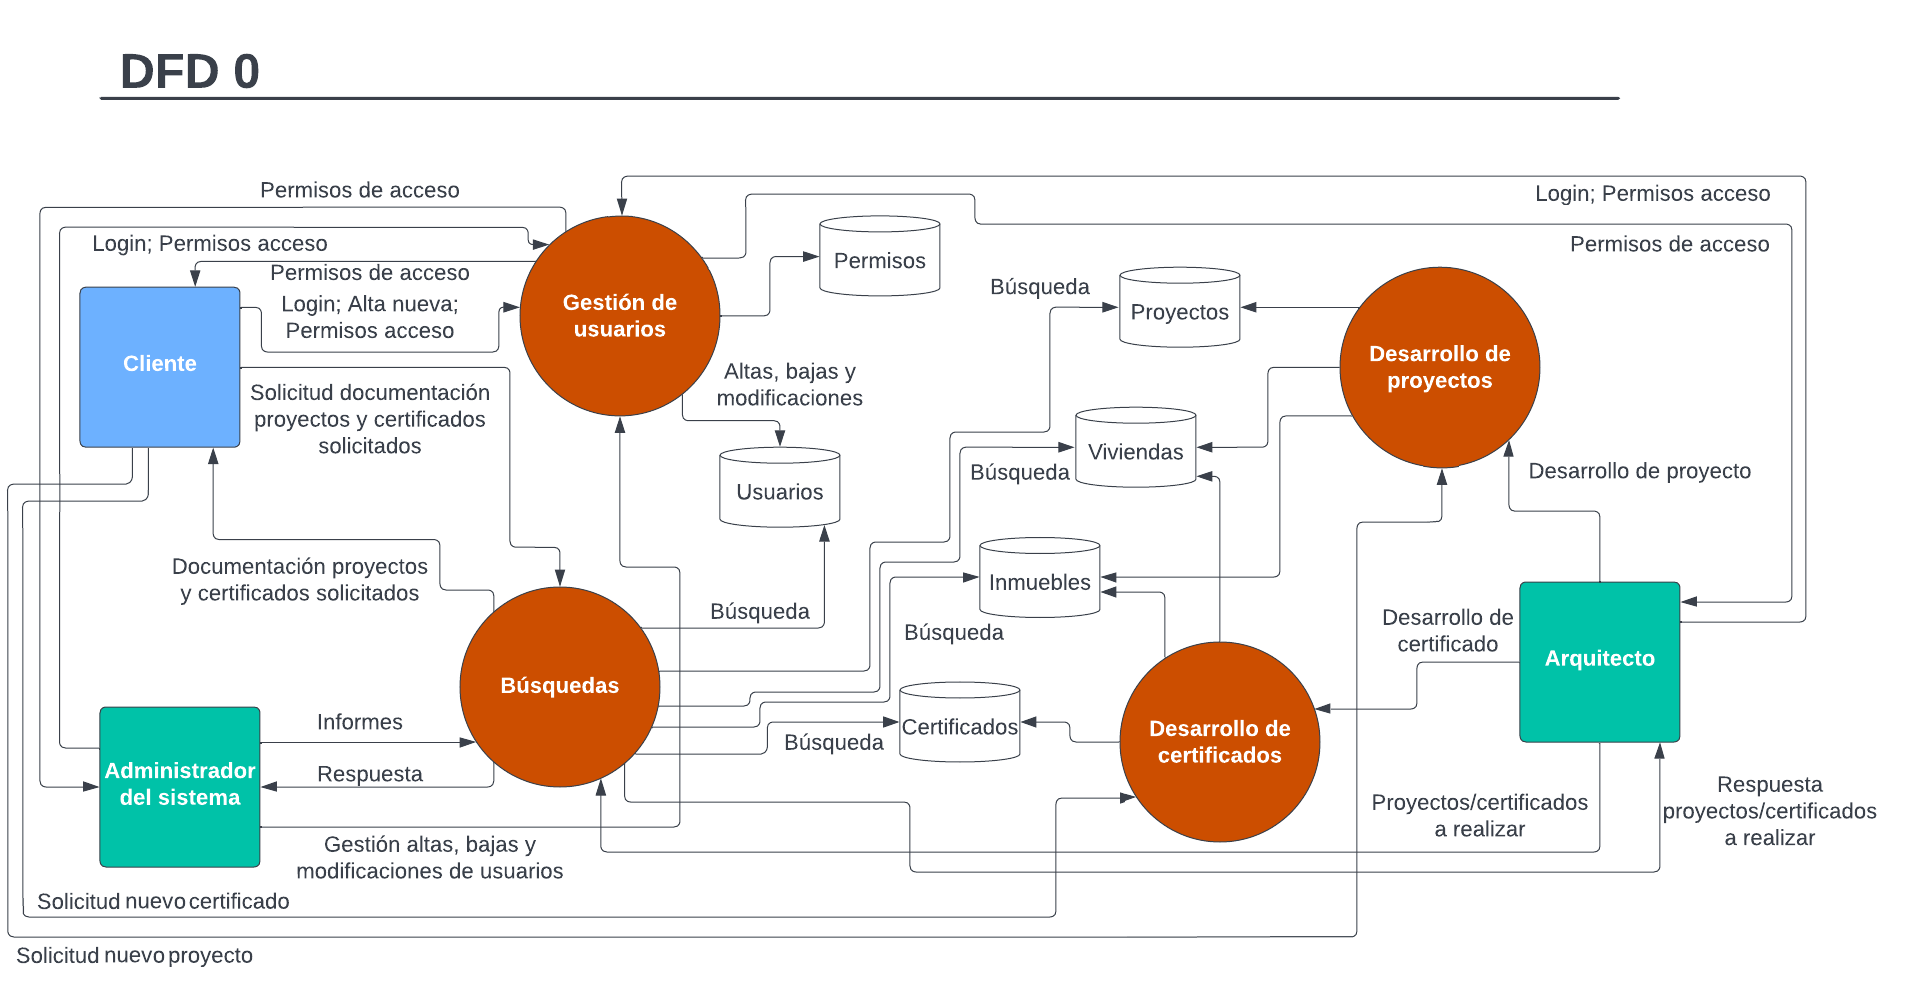 DFD 0
Permisos de acceso
Login; Permisos acceso
Login; Permisos acceso
Permisos de acceso
Permisos de acceso
Login; Alta nueva;
Permisos acceso
Gestión de
usuarios
Permisos
Búsqueda
Proyectos
Desarrollo de
proyectos
Cliente
Altas, bajas y
modificaciones
Solicitud documentación
proyectos y certificados
solicitados
Usuarios
Viviendas
Búsqueda
Desarrollo de proyecto
Documentación proyectos
y certificados solicitados
Búsqueda
Inmuebles
Búsqueda
Desarrollo de
certificado
Arquitecto
Búsquedas
Informes
Certificados
Búsqueda
Desarrollo de
certificados
Administrador
del sistema
Respuesta
Proyectos/certificados
a realizar
Respuesta
proyectos/certificados
a realizar
Gestión altas, bajas y
modificaciones de usuarios
Solicitud nuevo certificado
Solicitud nuevo proyecto